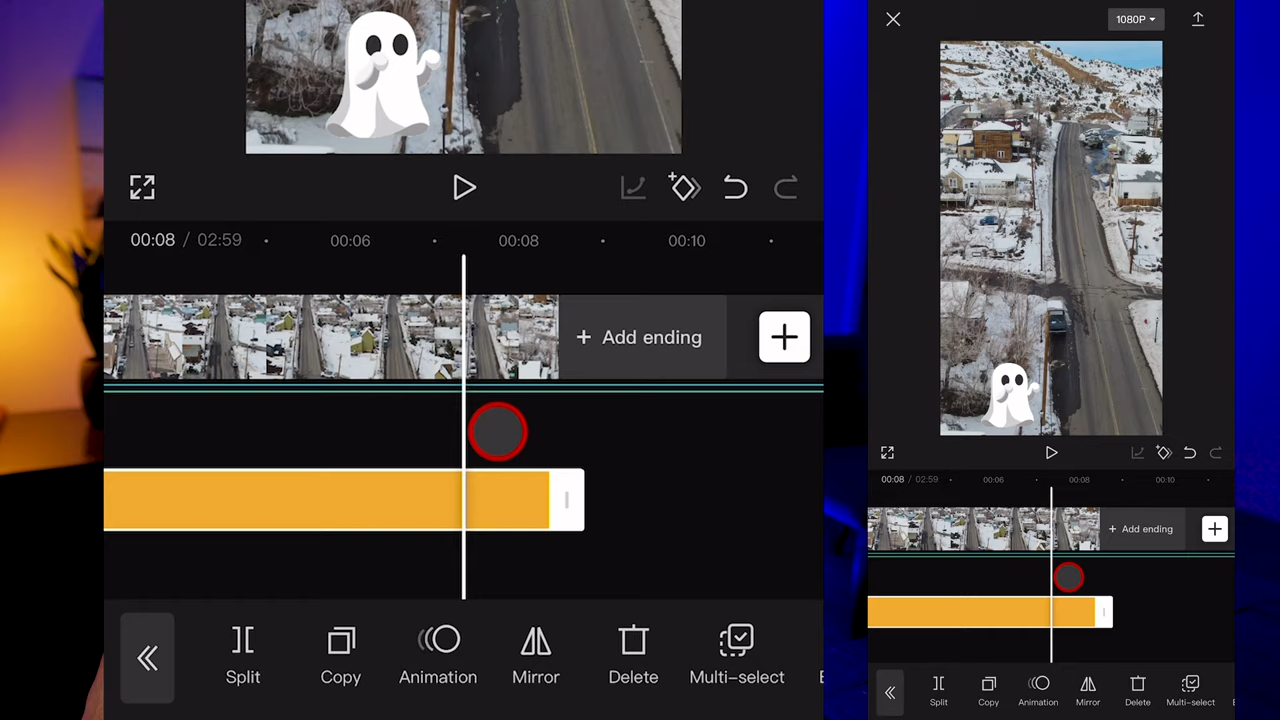 00:08 / 02:59 00:06 00:08 00:10
+ Add ending
Split Copy Animation Mirror Delete Multi-select
1080P
00:08 / 02:59 00:06 00:08 00:10
+ Add ending
Split Copy Animation Mirror Delete Multi-select